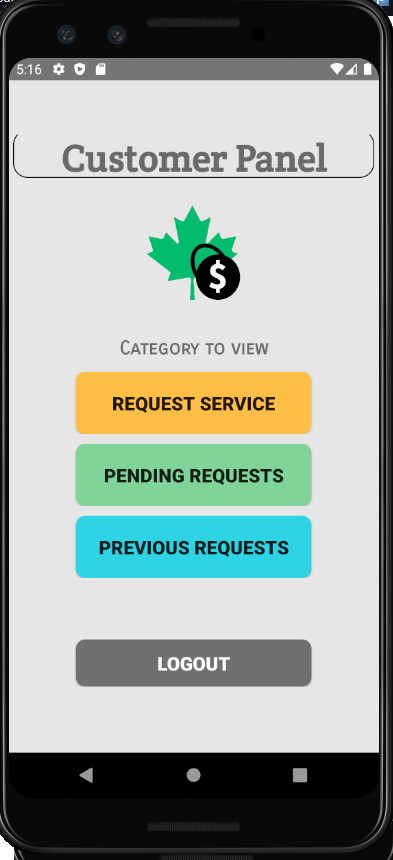 5:16
Customer Panel
$
Category to view
REQUEST SERVICE
PENDING REQUESTS
PREVIOUS REQUESTS
LOGOUT